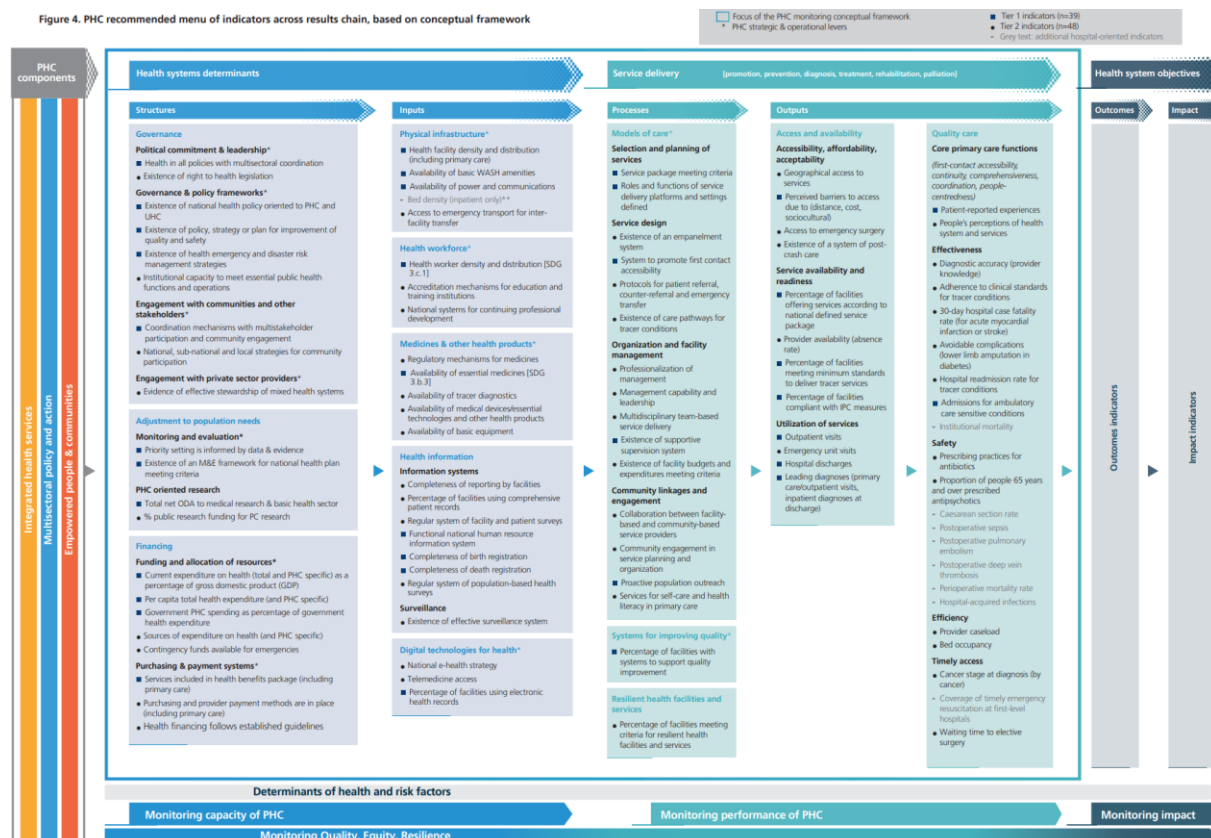 Figure 4. PHC recommended menu of indicators across results chain, based on conceptual framework
Focus of the PHC monitoring conceptual framework
* PHC strategic & operational levers
■ Tier 1 indicators (n=39)
● Tier 2 indicators (n=48)
- Grey text: additional hospital-oriented indicators
PHC
components
Integrated health services
Multisectoral policy and action
Empowered people & communities
Health systems determinants
Structures
Governance
Political commitment & leadership*
■ Health in all policies with multisectoral coordination
● Existence of right to health legislation
Governance & policy frameworks*
■ Existence of national health policy oriented to PHC and
UHC
■ Existence of policy, strategy or plan for improvement of
quality and safety
■ Existence of health emergency and disaster risk
management strategies
● Institutional capacity to meet essential public health
functions and operations
Engagement with communities and other
stakeholders*
■ Coordination mechanisms with multistakeholder
participation and community engagement
● National, sub-national and local strategies for community
participation
Engagement with private sector providers*
● Evidence of effective stewardship of mixed health systems
Adjustment to population needs
Monitoring and evaluation*
■ Priority setting is informed by data & evidence
● Existence of an M&E framework for national health plan
meeting criteria
PHC oriented research
■ Total net ODA to medical research & basic health sector
● % public research funding for PC research
Financing
Funding and allocation of resources*
■ Current expenditure on health (total and PHC specific) as a
percentage of gross domestic product (GDP)
■ Per capita total health expenditure (and PHC specific)
■ Government PHC spending as percentage of government
health expenditure
● Sources of expenditure on health (and PHC specific)
● Contingency funds available for emergencies
Purchasing & payment systems*
■ Services included in health benefits package (including
primary care)
● Purchasing and provider payment methods are in place
(including primary care)
● Health financing follows established guidelines
Inputs
Physical infrastructure*
■ Health facility density and distribution
(including primary care)
■ Availability of basic WASH amenities
■ Availability of power and communications
- Bed density (inpatient only)**
● Access to emergency transport for inter-
facility transfer
Health workforce*
■ Health worker density and distribution [SDG
3.c.1]
● Accreditation mechanisms for education and
training institutions
● National systems for continuing professional
development
Medicines & other health products*
● Regulatory mechanisms for medicines
■ Availability of essential medicines [SDG
3.b.3]
● Availability of tracer diagnostics
● Availability of medical devices/essential
technologies and other health products
● Availability of basic equipment
Health information
Information systems
● Completeness of reporting by facilities
● Percentage of facilities using comprehensive
patient records
● Regular system of facility and patient surveys
■ Functional national human resource
information system
■ Completeness of birth registration
■ Completeness of death registration
● Regular system of population-based health
surveys
Surveillance
● Existence of effective surveillance system
Digital technologies for health*
● National e-health strategy
● Telemedicine access
■ Percentage of facilities using electronic
health records
Service delivery
[promotion, prevention, diagnosis, treatment, rehabilitation, palliation]
Processes
Models of care*
Selection and planning of
services
■ Service package meeting criteria
■ Roles and functions of service
delivery platforms and settings
defined
Service design
● Existence of an empanelment
system
■ System to promote first contact
accessibility
● Protocols for patient referral,
counter-referral and emergency
transfer
● Existence of care pathways for
tracer conditions
Organization and facility
management
● Professionalization of
management
● Management capability and
leadership
● Multidisciplinary team-based
service delivery
■ Existence of supportive
supervision system
● Existence of facility budgets and
expenditures meeting criteria
Community linkages and
engagement
● Collaboration between facility-
based and community-based
service providers
● Community engagement in
service planning and
organization
■ Proactive population outreach
● Services for self-care and health
literacy in primary care
Systems for improving quality*
■ Percentage of facilities with
systems to support quality
improvement
Resilient health facilities and
services
● Percentage of facilities meeting
criteria for resilient health
facilities and services
Outputs
Access and availability
Accessibility, affordability,
acceptability
● Geographical access to
services
■ Perceived barriers to access
due to (distance, cost,
sociocultural)
● Access to emergency surgery
● Existence of a system of post-
crash care
Service availability and
readiness
■ Percentage of facilities
offering services according to
national defined service
package
● Provider availability (absence
rate)
■ Percentage of facilities
meeting minimum standards
to deliver tracer services
■ Percentage of facilities
compliant with IPC measures
Utilization of services
■ Outpatient visits
● Emergency unit visits
■ Hospital discharges
■ Leading diagnoses (primary
care/outpatient visits,
inpatient diagnoses at
discharge)
Quality care
Core primary care functions
(first-contact accessibility,
continuity, comprehensiveness,
coordination, people-
centredness)
■ Patient-reported experiences
● People's perceptions of health
system and services
Effectiveness
● Diagnostic accuracy (provider
knowledge)
■ Adherence to clinical standards
for tracer conditions
● 30-day hospital case fatality
rate (for acute myocardial
infarction or stroke)
● Avoidable complications
(lower limb amputation in
diabetes)
● Hospital readmission rate for
tracer conditions
■ Admissions for ambulatory
care sensitive conditions
- Institutional mortality
Safety
● Prescribing practices for
antibiotics
● Proportion of people 65 years
and over prescribed
antipsychotics
- Caesarean section rate
- Postoperative sepsis
- Postoperative pulmonary
embolism
- Postoperative deep vein
thrombosis
- Perioperative mortality rate
- Hospital-acquired infections
Efficiency
● Provider caseload
● Bed occupancy
Timely access
● Cancer stage at diagnosis (by
cancer)
- Coverage of timely emergency
resuscitation at first-level
hospitals
● Waiting time to elective
surgery
Health system objectives
Outcomes
Outcomes indicators
Impact
Impact indicators
Determinants of health and risk factors
Monitoring capacity of PHC
Monitoring performance of PHC
Monitoring impact
Monitoring Quality, Equity, Resilience